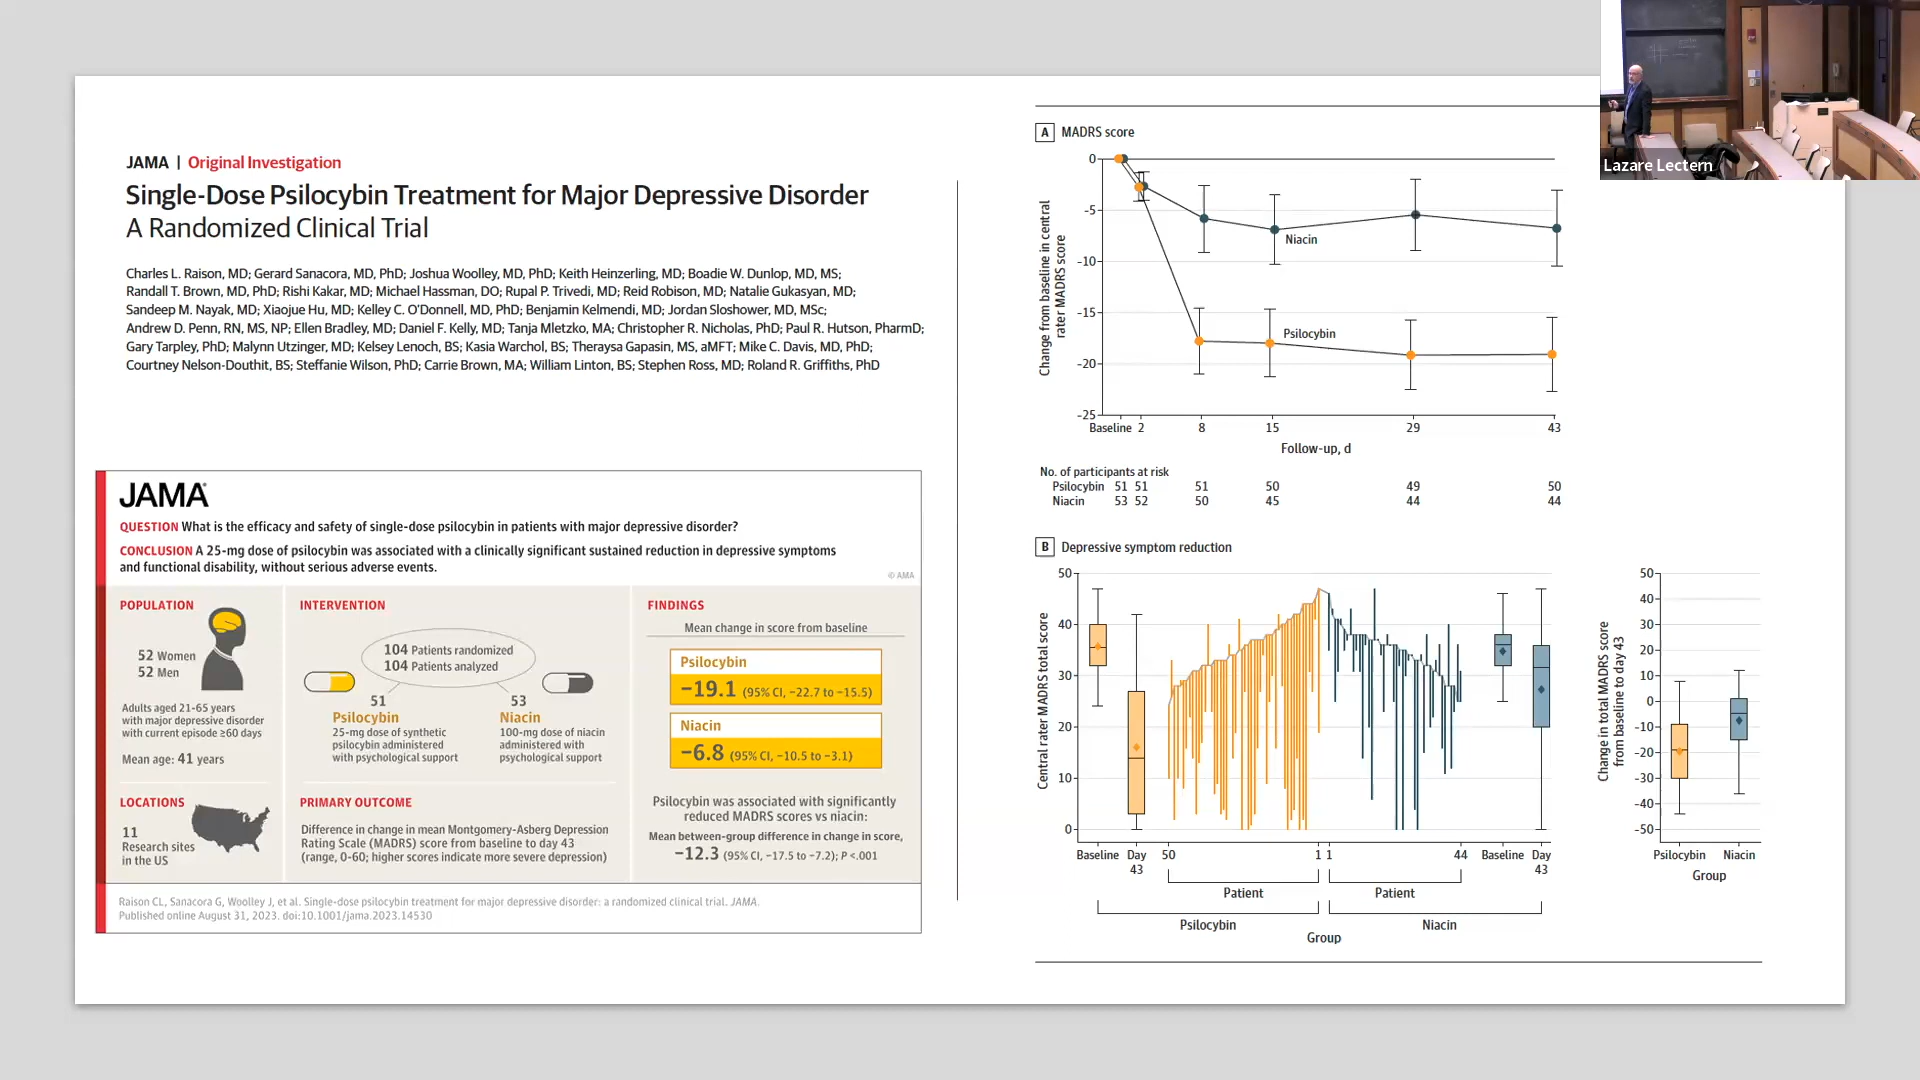 JAMA | Original Investigation
Single-Dose Psilocybin Treatment for Major Depressive Disorder
A Randomized Clinical Trial
Charles L. Raison, MD; Gerard Sanacora, MD, PhD; Joshua Woolley, MD, PhD; Keith Heinzerling, MD; Boadie W. Dunlop, MD, MS;
Randall T. Brown, MD, PhD; Rishi Kakar, MD; Michael Hassman, DO; Rupal P. Trivedi, MD; Reid Robison, MD; Natalie Gukasyan, MD;
Sandeep M. Nayak, MD; Xiaojue Hu, MD; Kelley C. O'Donnell, MD, PhD; Benjamin Kelmendi, MD; Jordan Sloshower, MD, MSc;
Andrew D. Penn, RN, MS, NP; Ellen Bradley, MD; Daniel F. Kelly, MD; Tanja Mletzko, MA; Christopher R. Nicholas, PhD; Paul R. Hutson, PharmD;
Gary Tarpley, PhD; Malynn Utzinger, MD; Kelsey Lenoch, BS; Kasia Warchol, BS; Theraysa Gapasin, MS, aMFT; Mike C. Davis, MD, PhD;
Courtney Nelson-Douthit, BS; Steffanie Wilson, PhD; Carrie Brown, MA; William Linton, BS; Stephen Ross, MD; Roland R. Griffiths, PhD
JAMA
QUESTION What is the efficacy and safety of single-dose psilocybin in patients with major depressive disorder?
CONCLUSION A 25-mg dose of psilocybin was associated with a clinically significant sustained reduction in depressive symptoms
and functional disability, without serious adverse events.
© AMA
POPULATION
52 Women
52 Men
Adults aged 21-65 years
with major depressive disorder
with current episode ≥60 days
Mean age: 41 years
LOCATIONS
11
Research sites
in the US
INTERVENTION
104 Patients randomized
104 Patients analyzed
51
Psilocybin
25-mg dose of synthetic
psilocybin administered
with psychological support
53
Niacin
100-mg dose of niacin
administered with
psychological support
PRIMARY OUTCOME
Difference in change in mean Montgomery-Asberg Depression
Rating Scale (MADRS) score from baseline to day 43
(range, 0-60; higher scores indicate more severe depression)
FINDINGS
Mean change in score from baseline
Psilocybin
−19.1 (95% CI, −22.7 to −15.5)
Niacin
−6.8 (95% CI, −10.5 to −3.1)
Psilocybin was associated with significantly
reduced MADRS scores vs niacin:
Mean between-group difference in change in score,
−12.3 (95% CI, −17.5 to −7.2); P <.001
Raison CL, Sanacora G, Woolley J, et al. Single-dose psilocybin treatment for major depressive disorder: a randomized clinical trial. JAMA.
Published online August 31, 2023. doi:10.1001/jama.2023.14530
A MADRS score
Change from baseline in central
rater MADRS score
0
-5
-10
-15
-20
-25
Niacin
Psilocybin
Baseline 2 8 15 29 43
Follow-up, d
No. of participants at risk
Psilocybin 51 51 51 50 49 50
Niacin 53 52 50 45 44 44
B Depressive symptom reduction
Central rater MADRS total score
50
40
30
20
10
0
Baseline Day 50 1 1 44 Baseline Day
43 43
Patient Patient
Psilocybin Niacin
Group
Change in total MADRS score
from baseline to day 43
50
40
30
20
10
0
-10
-20
-30
-40
-50
Psilocybin Niacin
Group
Lazare Lectern